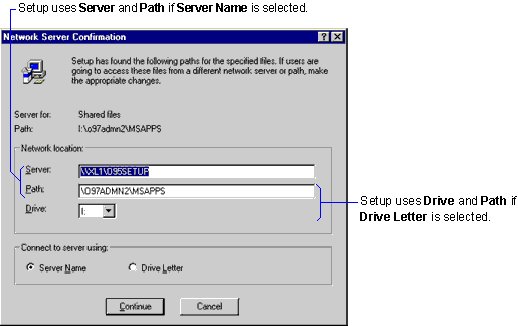 Setup uses Server and Path if Server Name is selected.
Network Server Confirmation
Setup has found the following paths for the specified files. If users are
going to access these files from a different network server or path, make
the appropriate changes.
Server for: Shared files
Path: I:\o97admn2\MSAPPS
Network location:
Server: \\XL1\O95SETUP
Path: \O97ADMN2\MSAPPS
Drive: I:
Setup uses Drive and Path if
Drive Letter is selected.
Connect to server using:
Server Name Drive Letter
Continue Cancel